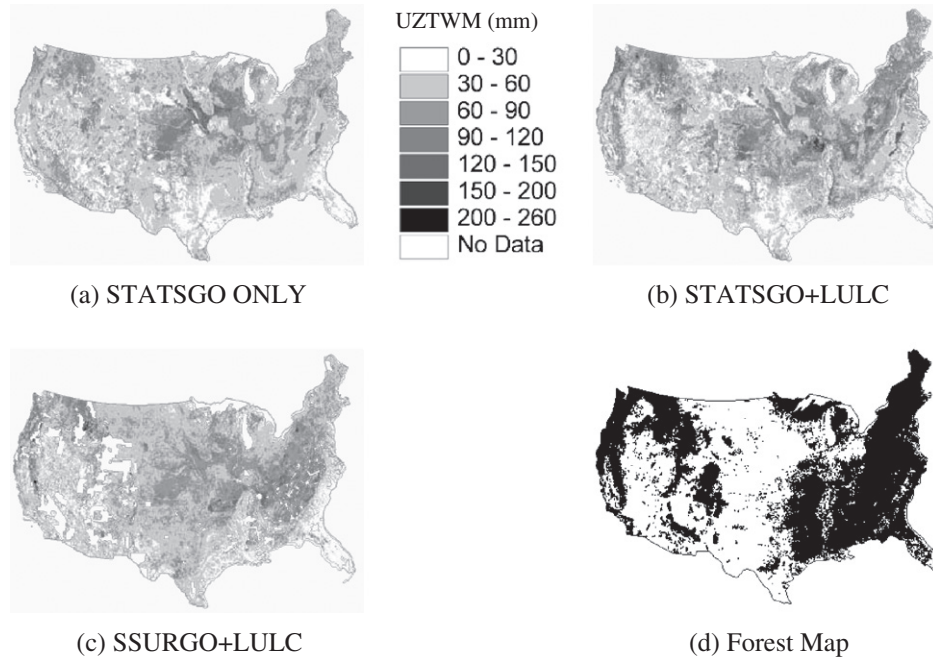 UZTWM (mm)
0 - 30
30 - 60
60 - 90
90 - 120
120 - 150
150 - 200
200 - 260
No Data
(a) STATSGO ONLY
(b) STATSGO+LULC
(c) SSURGO+LULC
(d) Forest Map